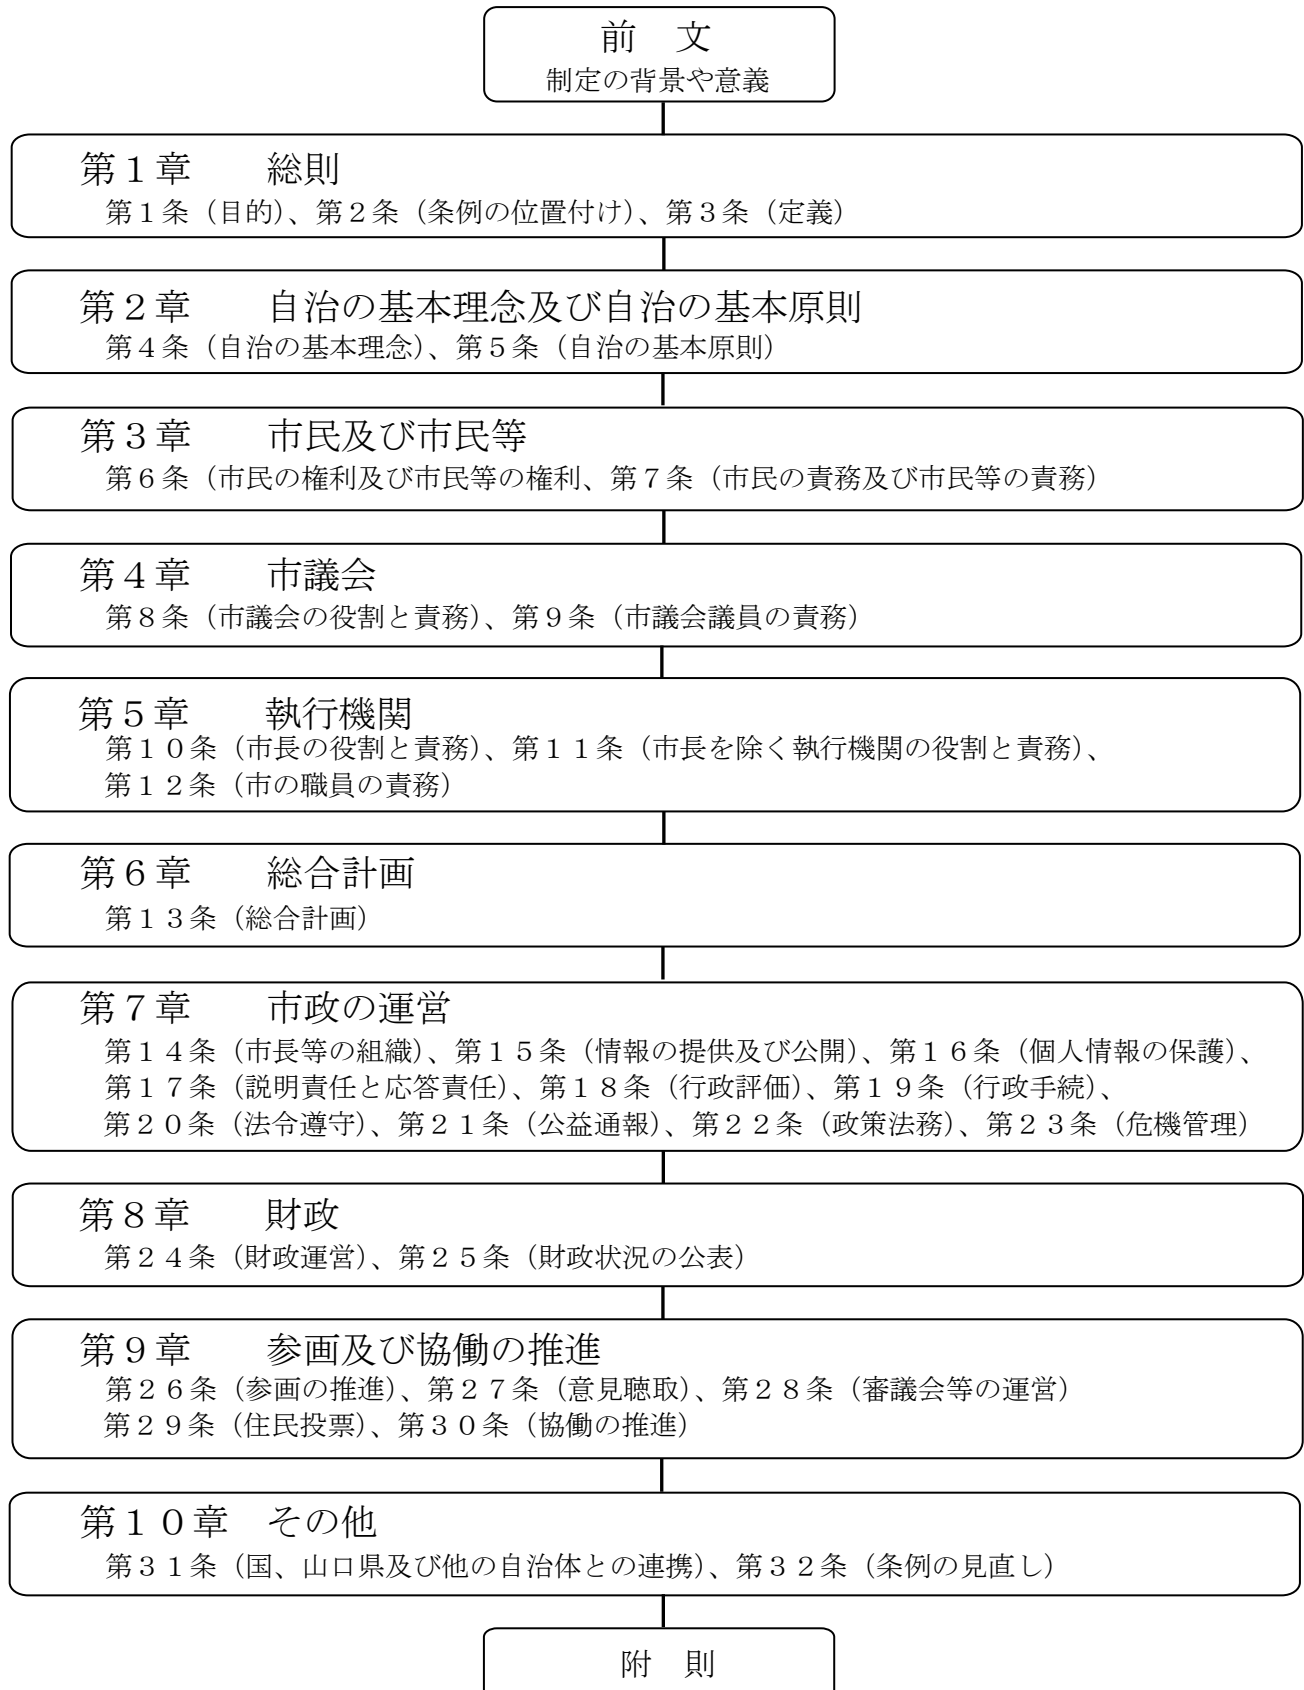 前　文
制定の背景や意義
第１章　　総則
第１条（目的）、第２条（条例の位置付け）、第３条（定義）
第２章　　自治の基本理念及び自治の基本原則
第４条（自治の基本理念）、第５条（自治の基本原則）
第３章　　市民及び市民等
第６条（市民の権利及び市民等の権利、第７条（市民の責務及び市民等の責務）
第４章　　市議会
第８条（市議会の役割と責務）、第９条（市議会議員の責務）
第５章　　執行機関
第１０条（市長の役割と責務）、第１１条（市長を除く執行機関の役割と責務）、
第１２条（市の職員の責務）
第６章　　総合計画
第１３条（総合計画）
第７章　　市政の運営
第１４条（市長等の組織）、第１５条（情報の提供及び公開）、第１６条（個人情報の保護）、
第１７条（説明責任と応答責任）、第１８条（行政評価）、第１９条（行政手続）、
第２０条（法令遵守）、第２１条（公益通報）、第２２条（政策法務）、第２３条（危機管理）
第８章　　財政
第２４条（財政運営）、第２５条（財政状況の公表）
第９章　　参画及び協働の推進
第２６条（参画の推進）、第２７条（意見聴取）、第２８条（審議会等の運営）
第２９条（住民投票）、第３０条（協働の推進）
第１０章　その他
第３１条（国、山口県及び他の自治体との連携）、第３２条（条例の見直し）
附　則